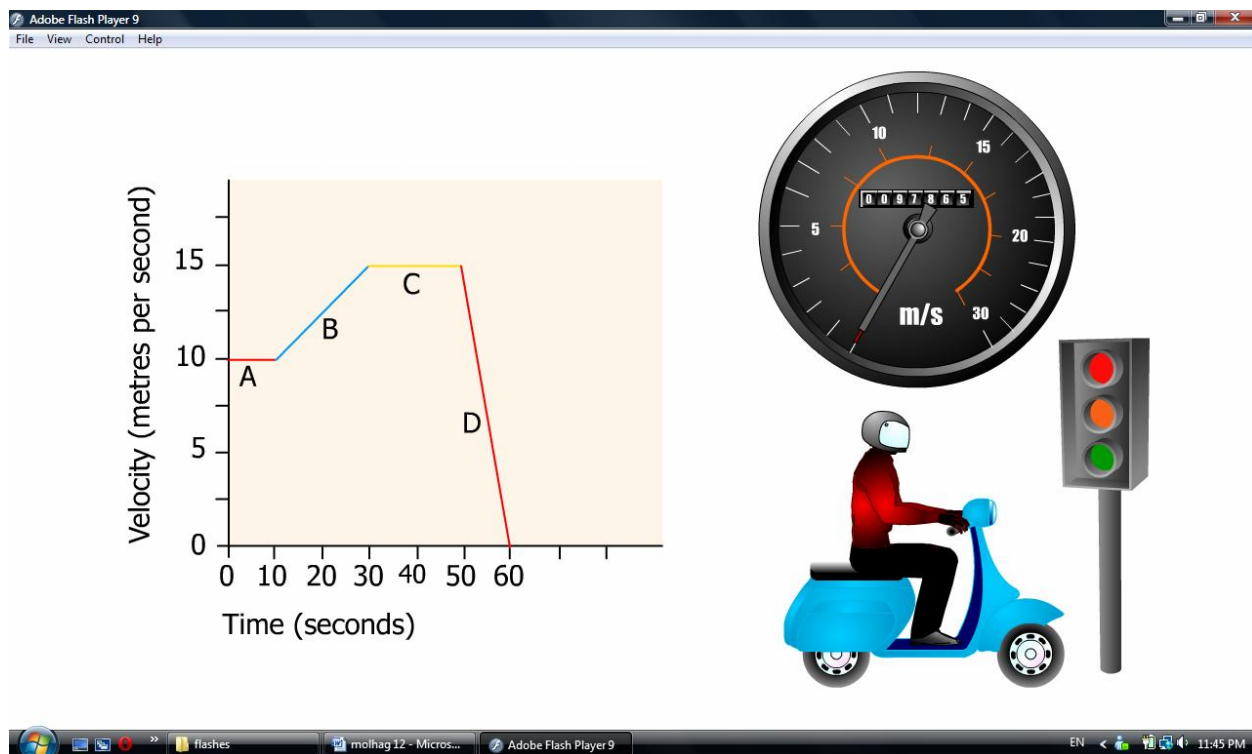 Adobe Flash Player 9
File View Control Help
Velocity (metres per second)
15
10
5
0
A
B
C
D
0 10 20 30 40 50 60
Time (seconds)
5
10
15
20
30
0 0 9 7 8 6 5
m/s
flashes
molhag 12 - Micros...
Adobe Flash Player 9
EN
11:45 PM